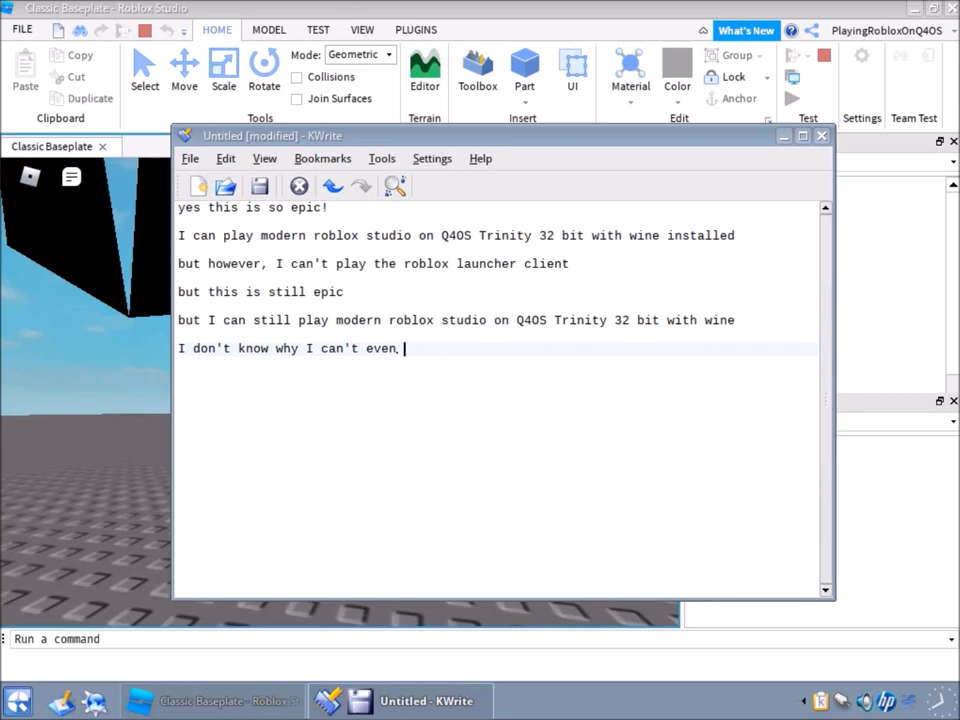 Classic Baseplate - Roblox Studio
FILE
HOME
MODEL
TEST
VIEW
PLUGINS
What's New
PlayingRobloxOnQ4OS
Paste
Copy
Cut
Duplicate
Clipboard
Select
Move
Scale
Rotate
Mode:
Geometric
Collisions
Join Surfaces
Tools
Editor
Terrain
Toolbox
Part
UI
Insert
Material
Color
Group
Lock
Anchor
Edit
Test
Settings
Team Test
Classic Baseplate
Untitled [modified] - KWrite
File Edit View Bookmarks Tools Settings Help
yes this is so epic!
I can play modern roblox studio on Q4OS Trinity 32 bit with wine installed
but however, I can't play the roblox launcher client
but this is still epic
but I can still play modern roblox studio on Q4OS Trinity 32 bit with wine
I don't know why I can't even.
Run a command
Classic Baseplate - Roblox S
Untitled - KWrite
hp